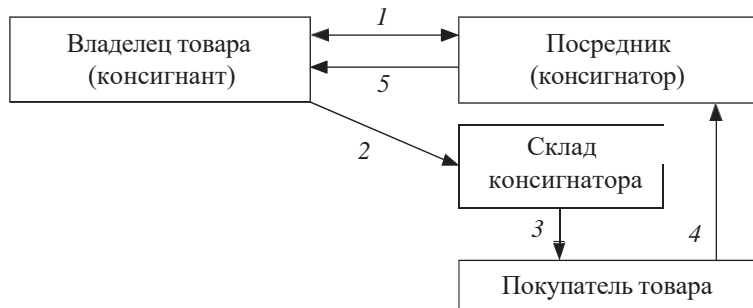 1
Владелец товара
(консигнант)
Посредник
(консигнатор)
5
2
Склад
консигнатора
3
4
Покупатель товара